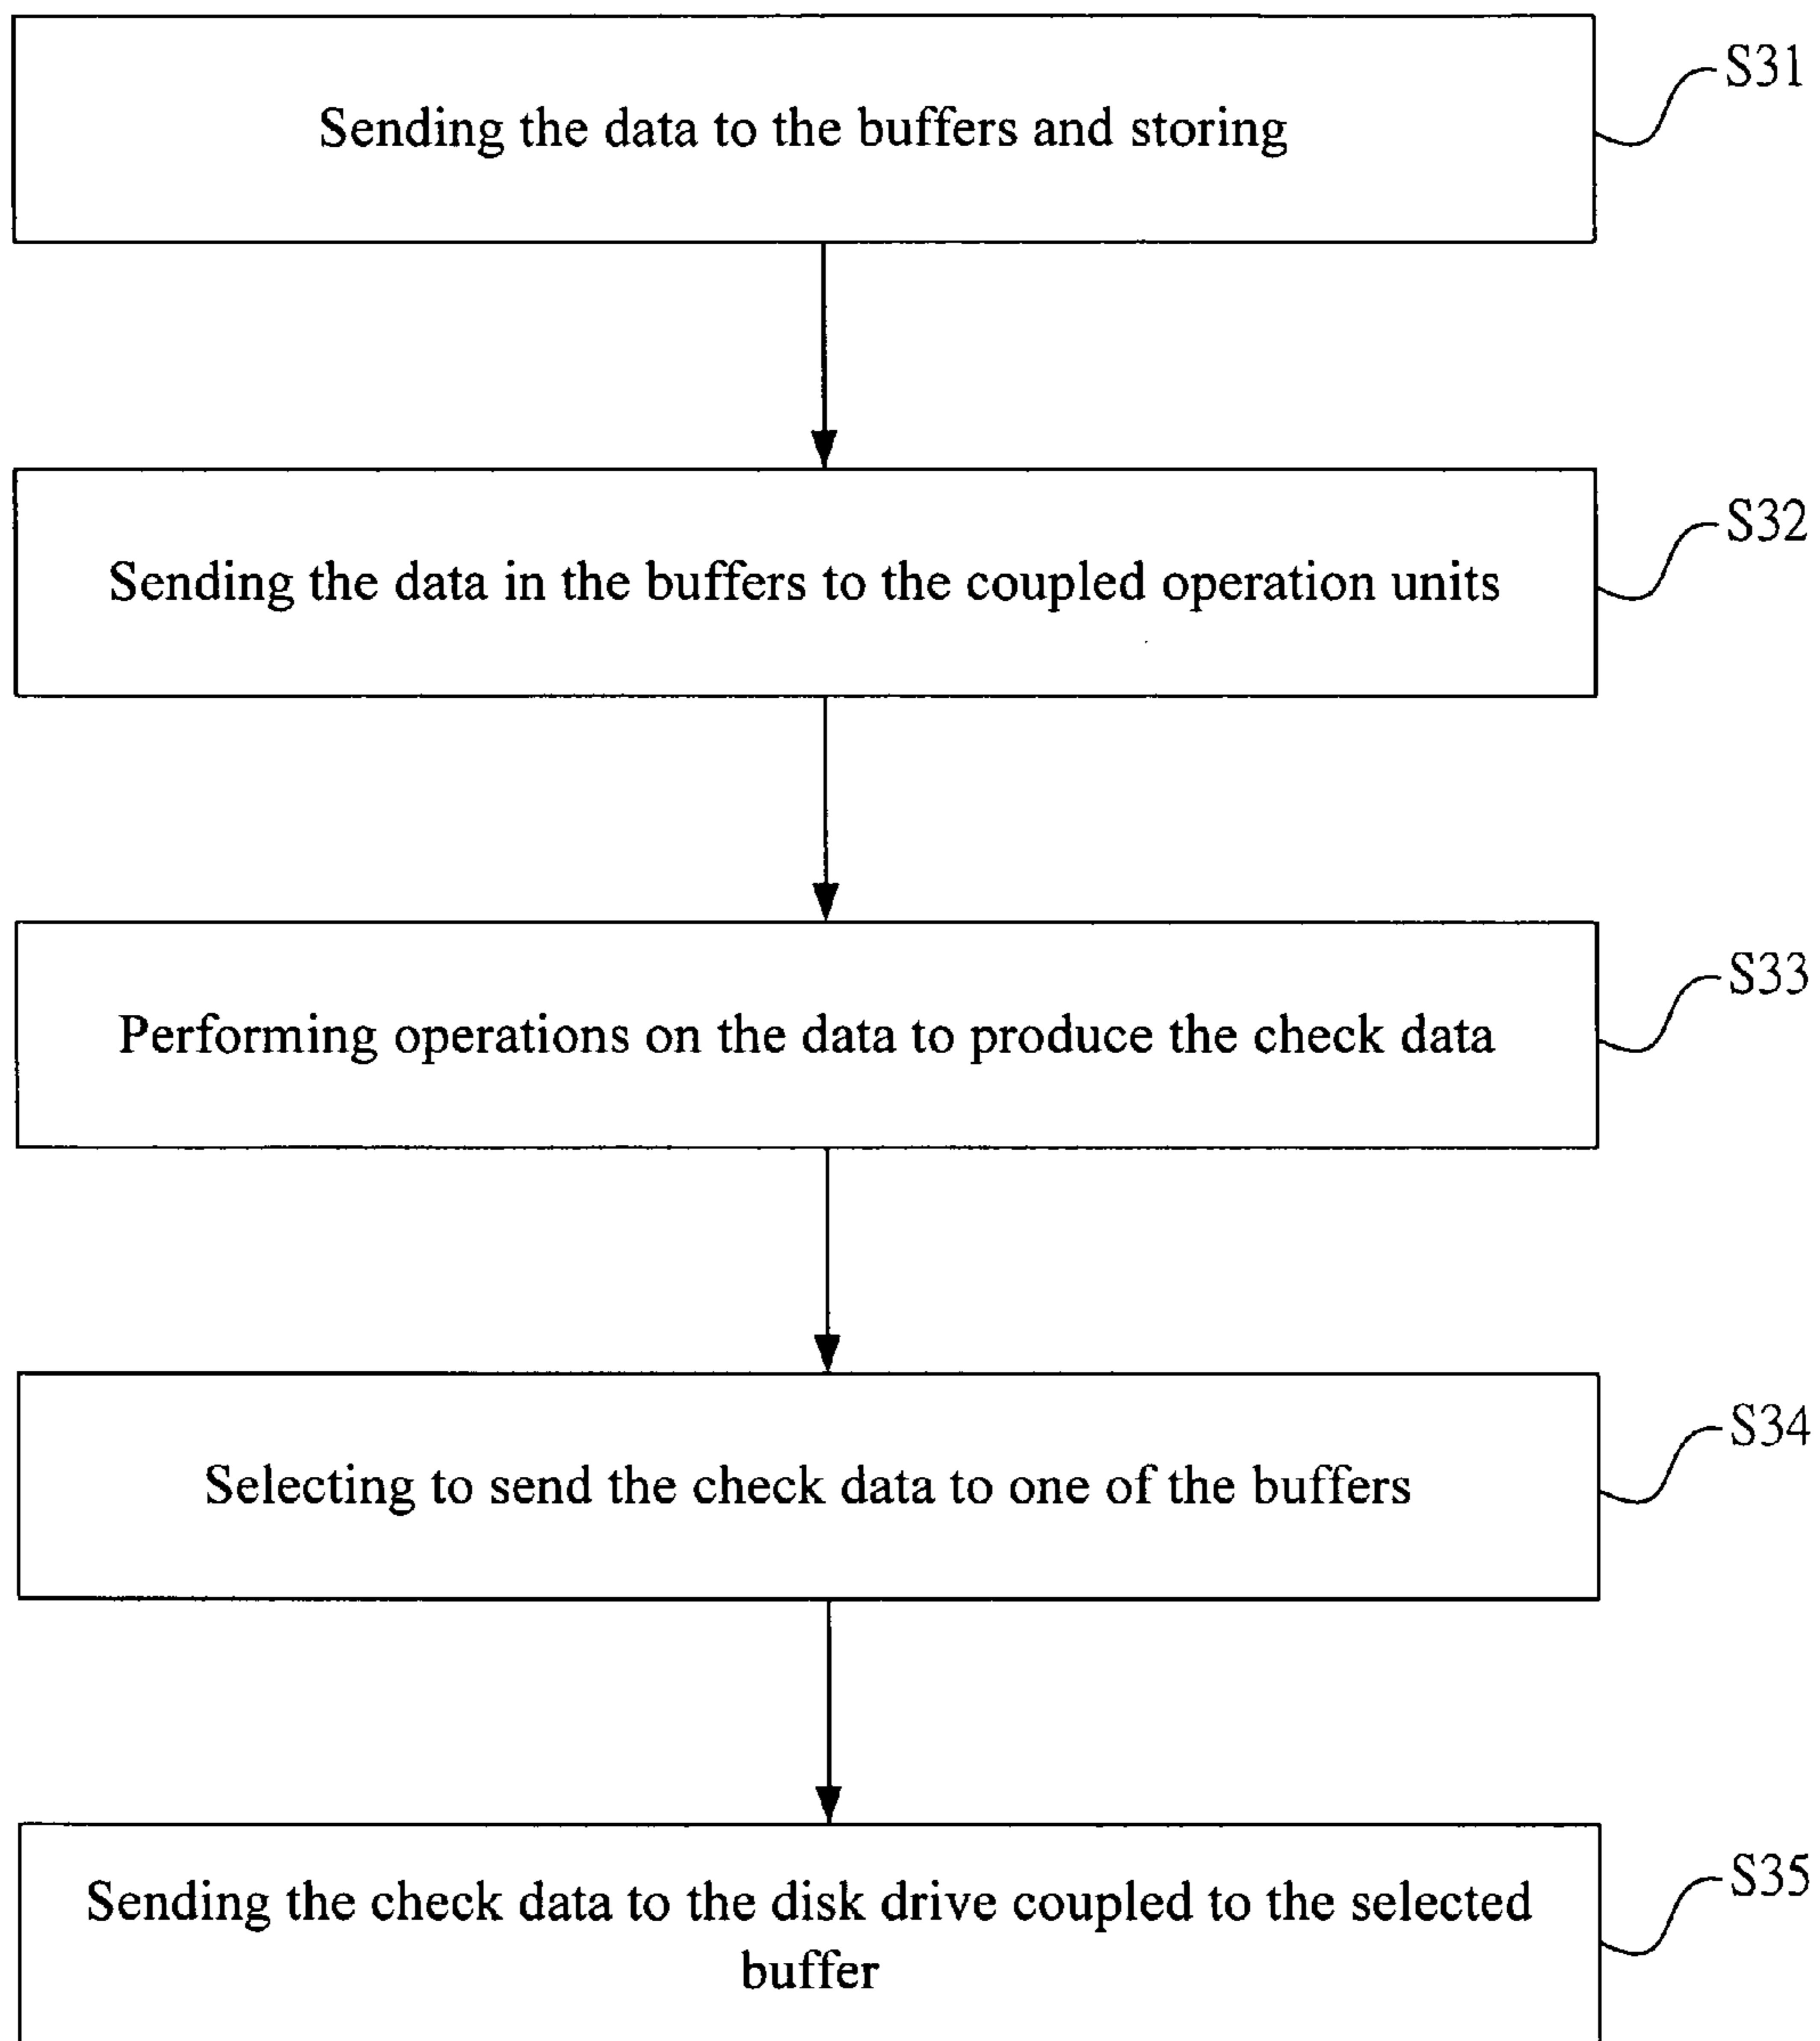 Sending the data to the buffers and storing
S31
Sending the data in the buffers to the coupled operation units
S32
Performing operations on the data to produce the check data
S33
Selecting to send the check data to one of the buffers
S34
Sending the check data to the disk drive coupled to the selected
buffer
S35